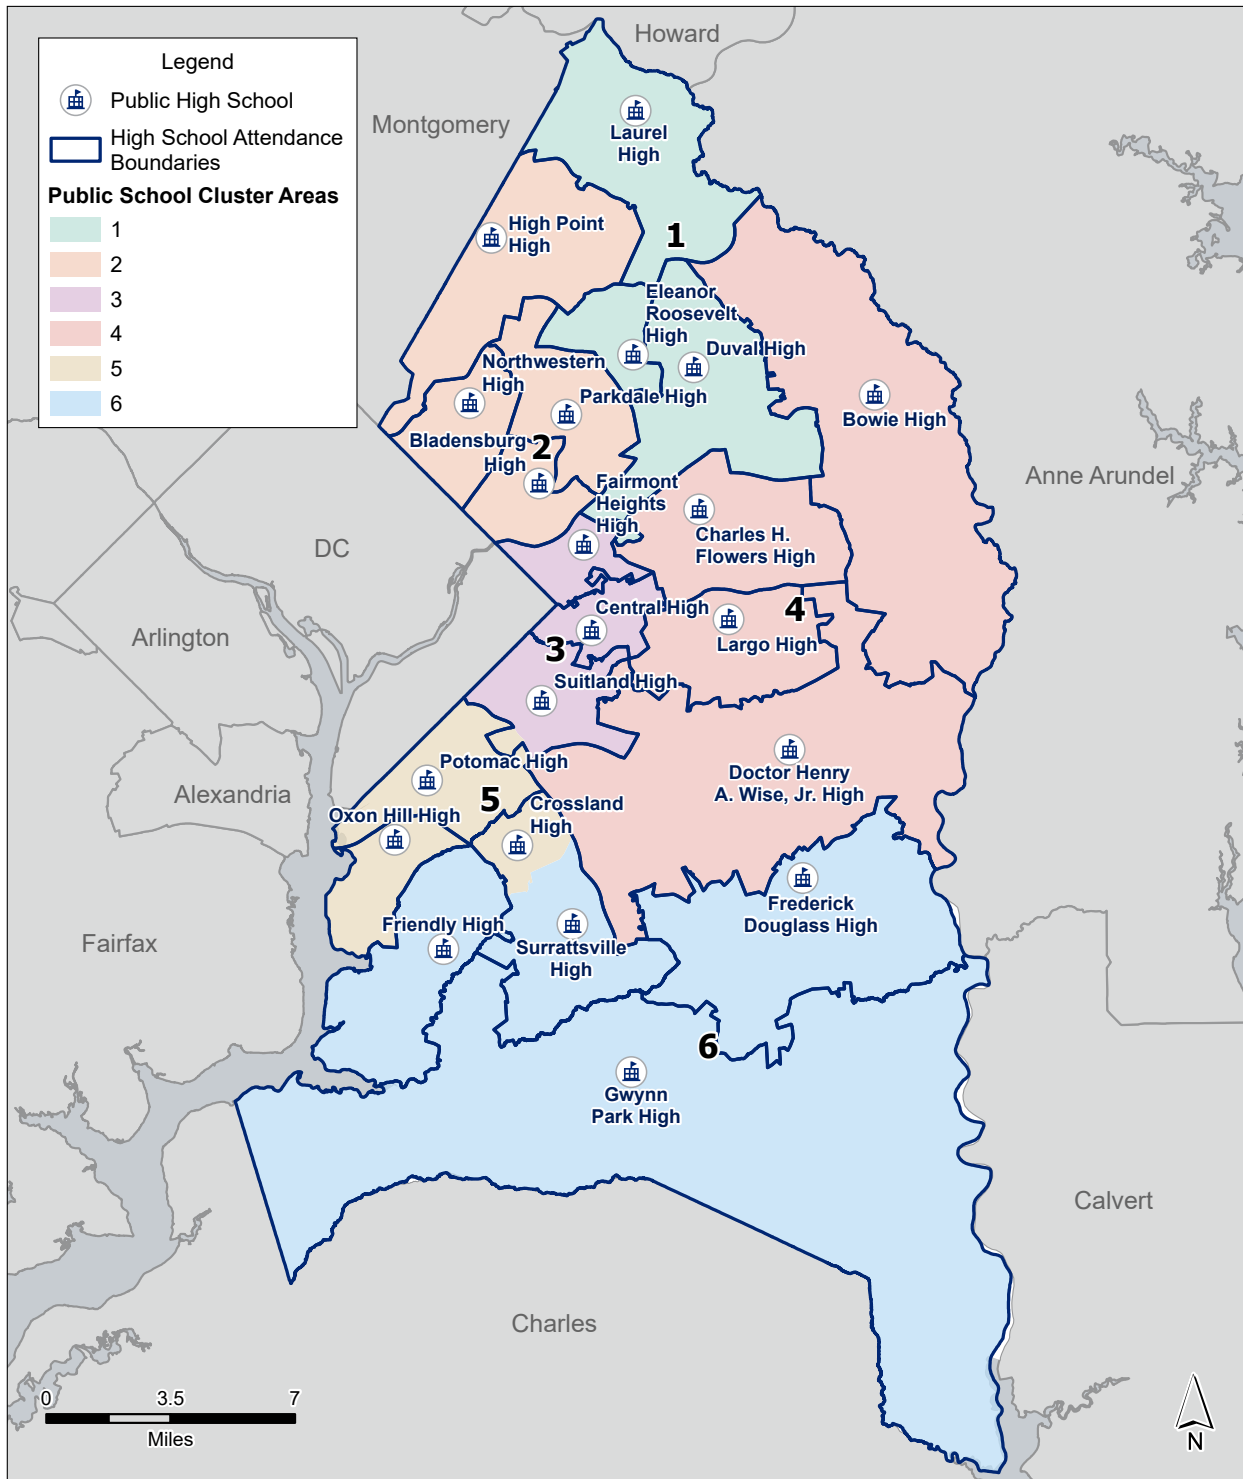 Legend
Public High School
High School Attendance
Boundaries
Public School Cluster Areas
1
2
3
4
5
6
Howard
Montgomery
Laurel
High
High Point
High
1
Eleanor
Roosevelt
High
Duval High
Northwestern
High
Parkdale High
Bowie High
Bladensburg
High
2
Fairmont
Heights
High
Anne Arundel
Charles H.
Flowers High
DC
Central High
4
Arlington
Largo High
3
Suitland High
Potomac High
Doctor Henry
A. Wise, Jr. High
Alexandria
5
Crossland
High
Oxon Hill High
Frederick
Douglass High
Friendly High
Surrattsville
High
Fairfax
6
Gwynn
Park High
Calvert
Charles
0
3.5
7
Miles
N